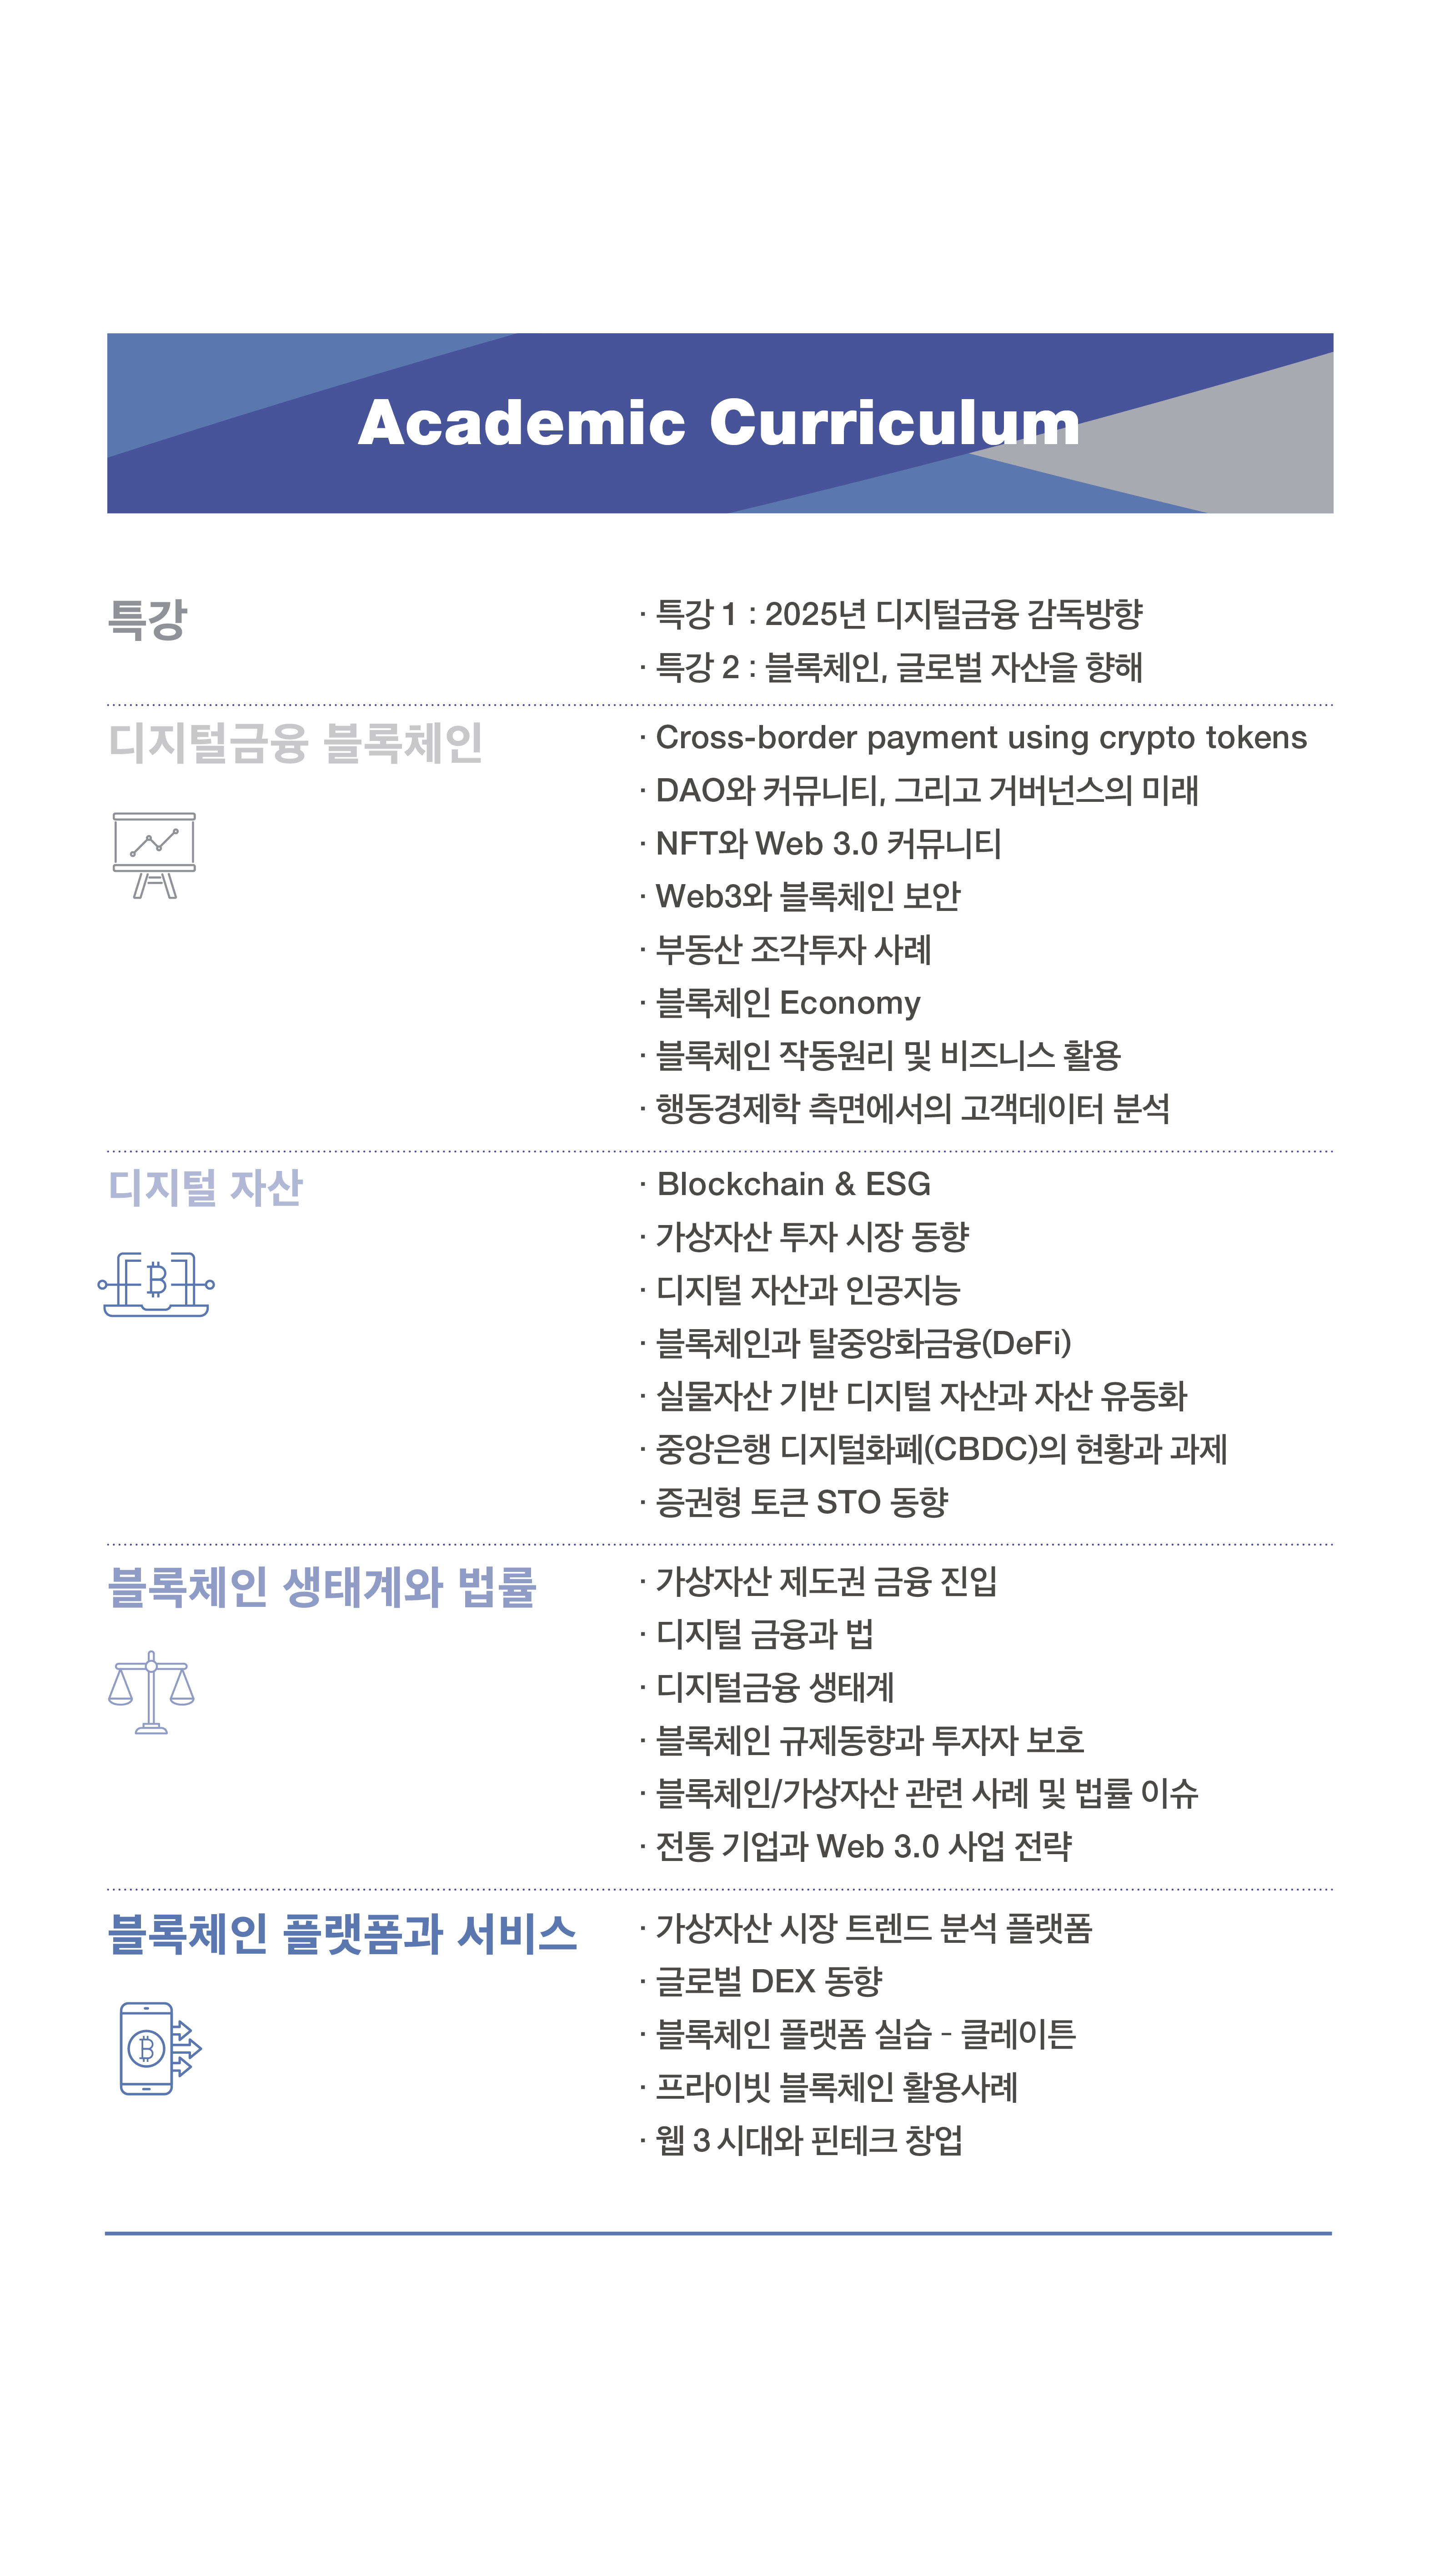 Academic Curriculum
특강
· 특강 1 : 2025년 디지털금융 감독방향
· 특강 2 : 블록체인, 글로벌 자산을 향해
디지털금융 블록체인
· Cross-border payment using crypto tokens
· DAO와 커뮤니티, 그리고 거버넌스의 미래
· NFT와 Web 3.0 커뮤니티
· Web3와 블록체인 보안
· 부동산 조각투자 사례
· 블록체인 Economy
· 블록체인 작동원리 및 비즈니스 활용
· 행동경제학 측면에서의 고객데이터 분석
디지털 자산
· Blockchain & ESG
· 가상자산 투자 시장 동향
· 디지털 자산과 인공지능
· 블록체인과 탈중앙화금융(DeFi)
· 실물자산 기반 디지털 자산과 자산 유동화
· 중앙은행 디지털화폐(CBDC)의 현황과 과제
· 증권형 토큰 STO 동향
블록체인 생태계와 법률
· 가상자산 제도권 금융 진입
· 디지털 금융과 법
· 디지털금융 생태계
· 블록체인 규제동향과 투자자 보호
· 블록체인/가상자산 관련 사례 및 법률 이슈
· 전통 기업과 Web 3.0 사업 전략
블록체인 플랫폼과 서비스
· 가상자산 시장 트렌드 분석 플랫폼
· 글로벌 DEX 동향
· 블록체인 플랫폼 실습 - 클레이튼
· 프라이빗 블록체인 활용사례
· 웹 3 시대와 핀테크 창업